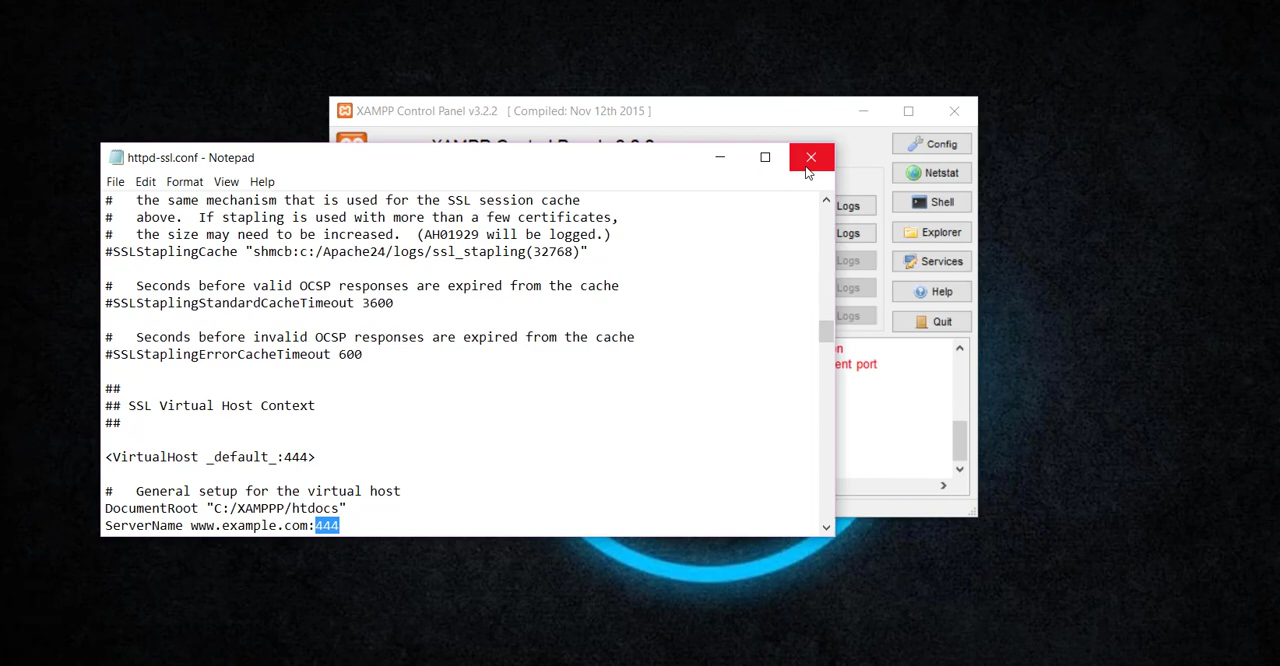 XAMPP Control Panel v3.2.2 [ Compiled: Nov 12th 2015 ]
Config
httpd-ssl.conf - Notepad
Netstat
File Edit Format View Help
# the same mechanism that is used for the SSL session cache
Logs
Shell
# above. If stapling is used with more than a few certificates,
# the size may need to be increased. (AH01929 will be logged.)
Logs
Explorer
#SSLStaplingCache "shmcb:c:/Apache24/logs/ssl_stapling(32768)"
Logs
Services
# Seconds before valid OCSP responses are expired from the cache
Logs
Help
#SSLStaplingStandardCacheTimeout 3600
Logs
Quit
# Seconds before invalid OCSP responses are expired from the cache
#SSLStaplingErrorCacheTimeout 600
ent port
##
## SSL Virtual Host Context
##
<VirtualHost _default_:444>
# General setup for the virtual host
DocumentRoot "C:/XAMPPP/htdocs"
ServerName www.example.com:444